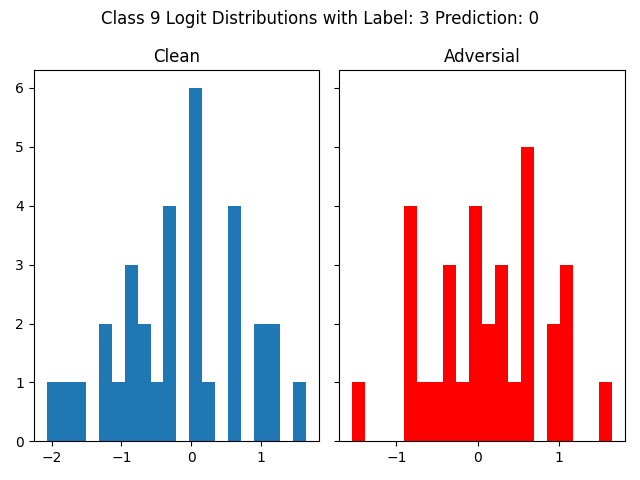 Class 9 Logit Distributions with Label: 3 Prediction: 0
Clean
Adversial
6
5
4
3
2
1
0
−2 −1 0 1
−1 0 1